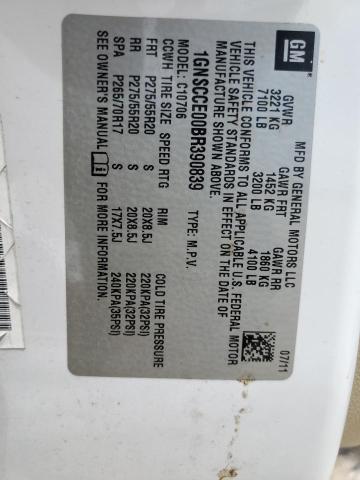 GM
MFD BY GENERAL MOTORS LLC
07/11
GVWR GAWR FRT GAWR RR
3221 KG 1452 KG 1860 KG
7100 LB 3200 LB 4100 LB
THIS VEHICLE CONFORMS TO ALL APPLICABLE U.S. FEDERAL MOTOR
VEHICLE SAFETY STANDARDS IN EFFECT ON THE DATE OF
MANUFACTURE SHOWN ABOVE.
1GNSCCE00BR390839 TYPE: M.P.V.
MODEL: C10706
CCWH TIRE SIZE SPEED RTG RIM COLD TIRE PRESSURE
FRT P275/55R20 S 20X8.5J 220KPA(32PSI)
RR P275/55R20 S 20X8.5J 220KPA(32PSI)
SPA P265/70R17 S 17X7.5J 240KPA(35PSI)
SEE OWNER'S MANUAL